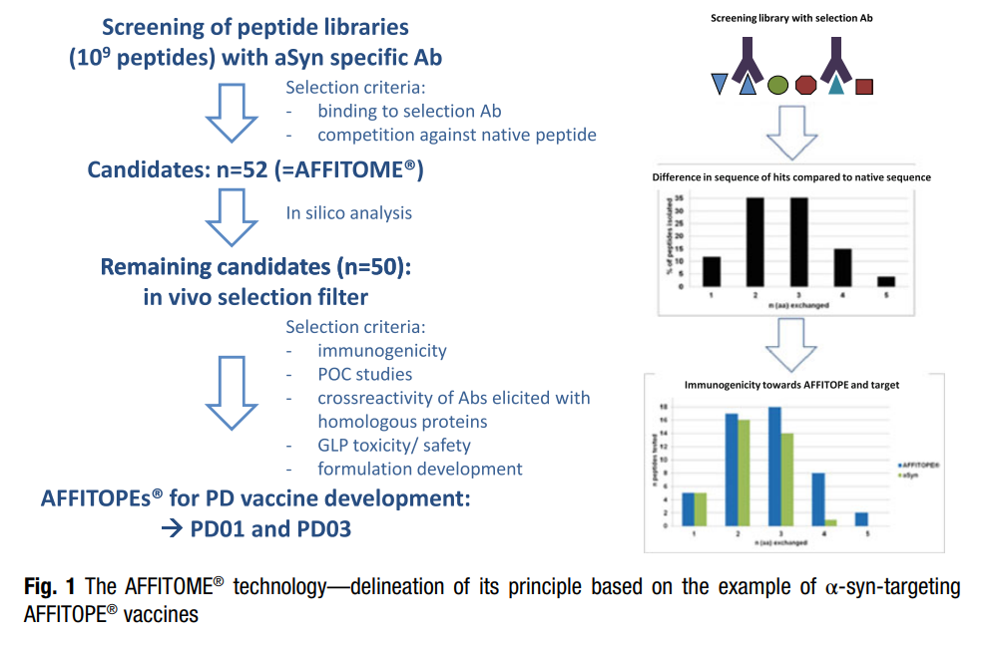 Screening of peptide libraries
(10⁹ peptides) with aSyn specific Ab
Selection criteria:
- binding to selection Ab
- competition against native peptide
Candidates: n=52 (=AFFITOME®)
In silico analysis
Remaining candidates (n=50):
in vivo selection filter
Selection criteria:
- immunogenicity
- POC studies
- crossreactivity of Abs elicited with
homologous proteins
- GLP toxicity/ safety
- formulation development
AFFITOPEs® for PD vaccine development:
→ PD01 and PD03
Screening library with selection Ab
Difference in sequence of hits compared to native sequence
% of peptides isolated
35
30
25
20
15
10
5
0
1 2 3 4 5
n (aa) exchanged
Immunogenicity towards AFFITOPE and target
n peptides tested
18
16
14
12
10
8
6
4
2
0
1 2 3 4 5
n (aa) exchanged
AFFITOPE®
aSyn
Fig. 1 The AFFITOME® technology—delineation of its principle based on the example of α-syn-targeting
AFFITOPE® vaccines